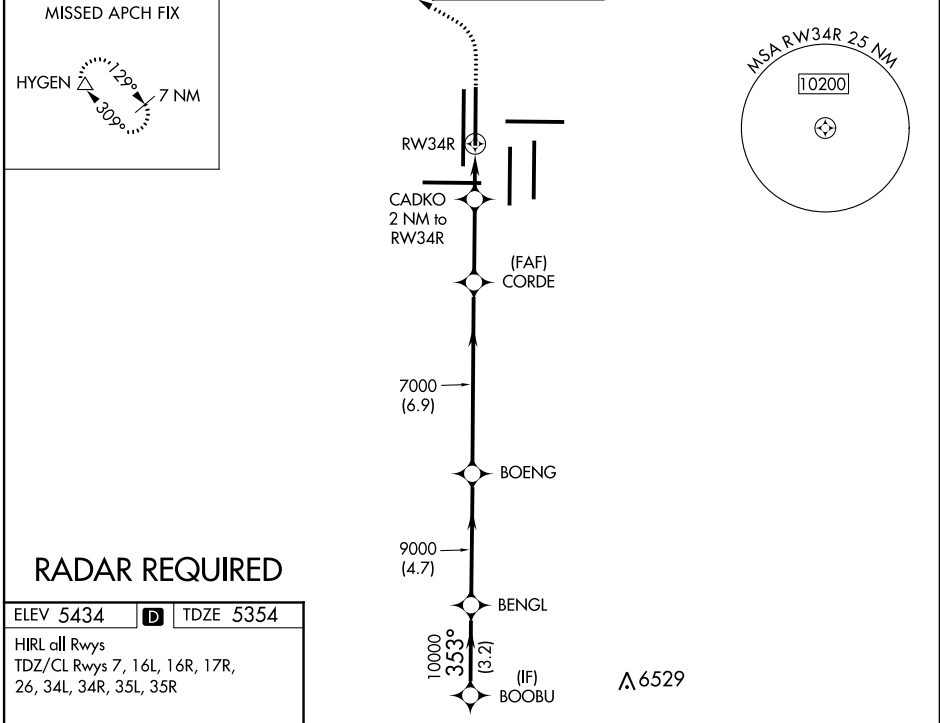 MISSED APCH FIX
HYGEN
129°
309°
7 NM
MSA RW34R 25 NM
10200
RW34R
CADKO
2 NM to
RW34R
(FAF)
CORDE
7000
(6.9)
BOENG
9000
(4.7)
BENGL
10000
353°
(3.2)
(IF)
BOOBU
6529
RADAR REQUIRED
ELEV 5434 D TDZE 5354
HIRL all Rwys
TDZ/CL Rwys 7, 16L, 16R, 17R,
26, 34L, 34R, 35L, 35R